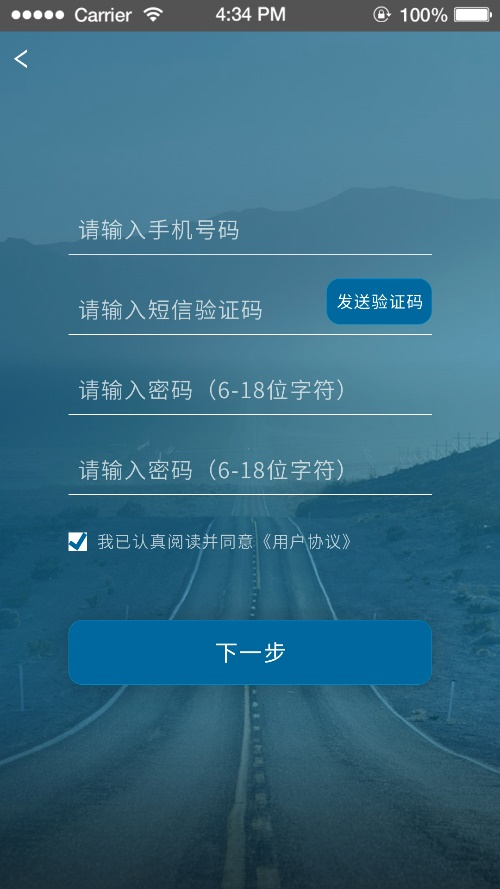 Carrier 4:34 PM 100%
请输入手机号码
请输入短信验证码 发送验证码
请输入密码（6-18位字符）
请输入密码（6-18位字符）
我已认真阅读并同意《用户协议》
下一步